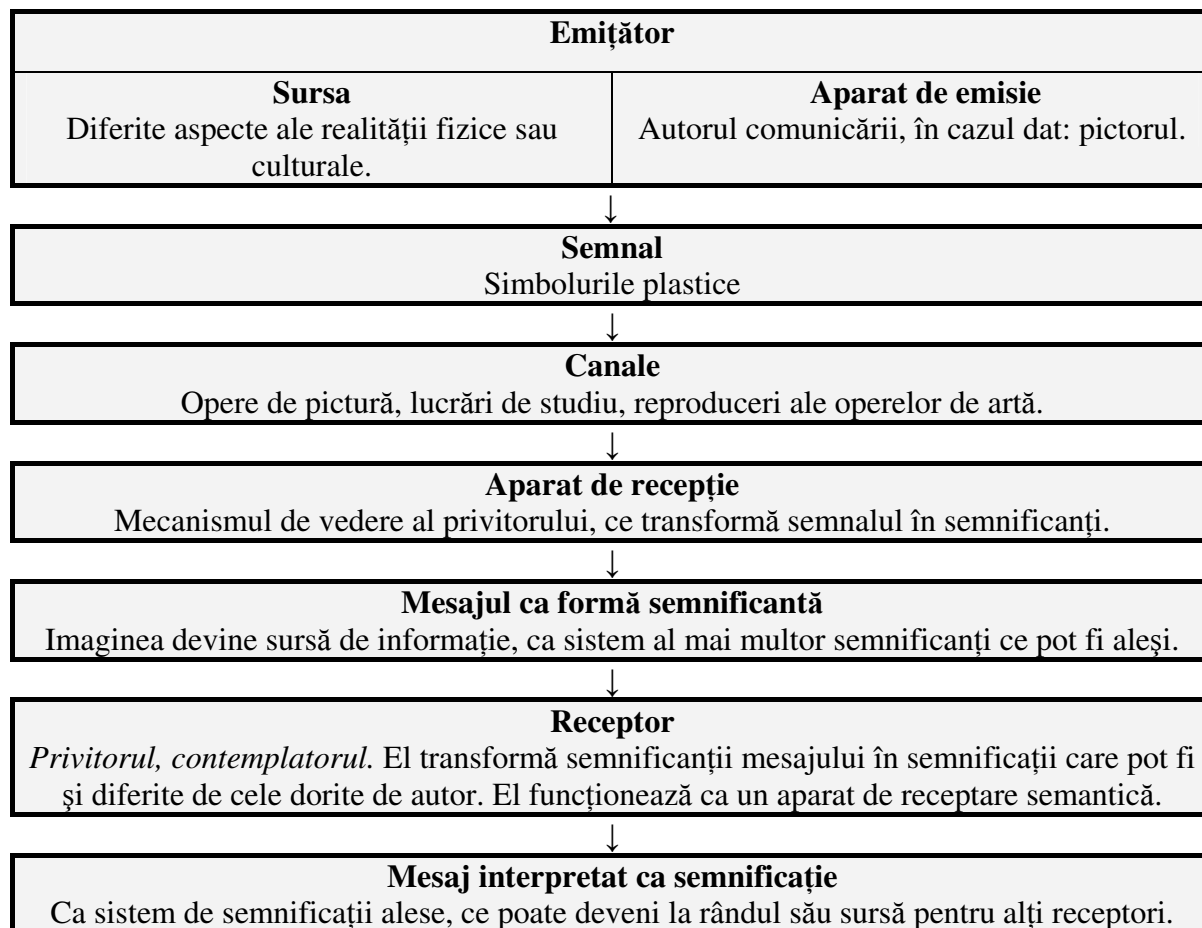 Emițător
Sursa
Diferite aspecte ale realității fizice sau
culturale.
Aparat de emisie
Autorul comunicării, în cazul dat: pictorul.
↓
Semnal
Simbolurile plastice
↓
Canale
Opere de pictură, lucrări de studiu, reproduceri ale operelor de artă.
↓
Aparat de recepție
Mecanismul de vedere al privitorului, ce transformă semnalul în semnificanți.
↓
Mesajul ca formă semnificantă
Imaginea devine sursă de informație, ca sistem al mai multor semnificanți ce pot fi aleşi.
↓
Receptor
Privitorul, contemplatorul. El transformă semnificanții mesajului în semnificații care pot fi
şi diferite de cele dorite de autor. El funcționează ca un aparat de receptare semantică.
↓
Mesaj interpretat ca semnificație
Ca sistem de semnificații alese, ce poate deveni la rândul său sursă pentru alți receptori.